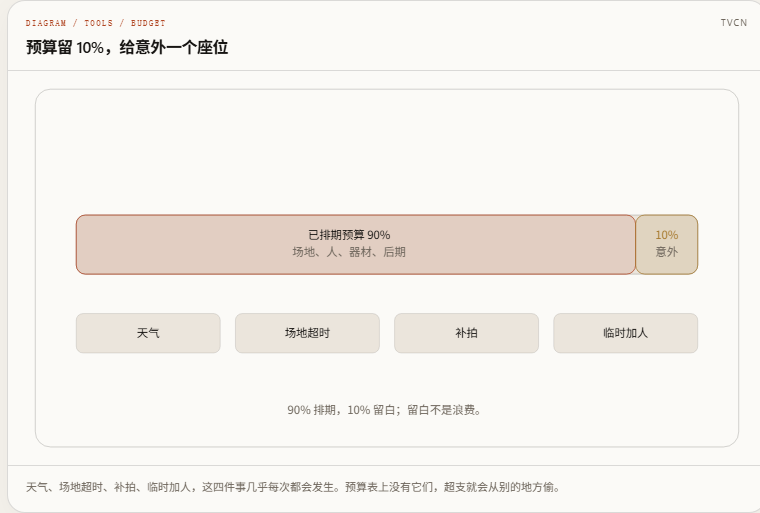 DIAGRAM / TOOLS / BUDGET
TVCN
预算留 10%，给意外一个座位
已排期预算 90%
场地、人、器材、后期
10%
意外
天气
场地超时
补拍
临时加人
90% 排期，10% 留白；留白不是浪费。
天气、场地超时、补拍、临时加人，这四件事几乎每次都会发生。预算表上没有它们，超支就会从别的地方偷。